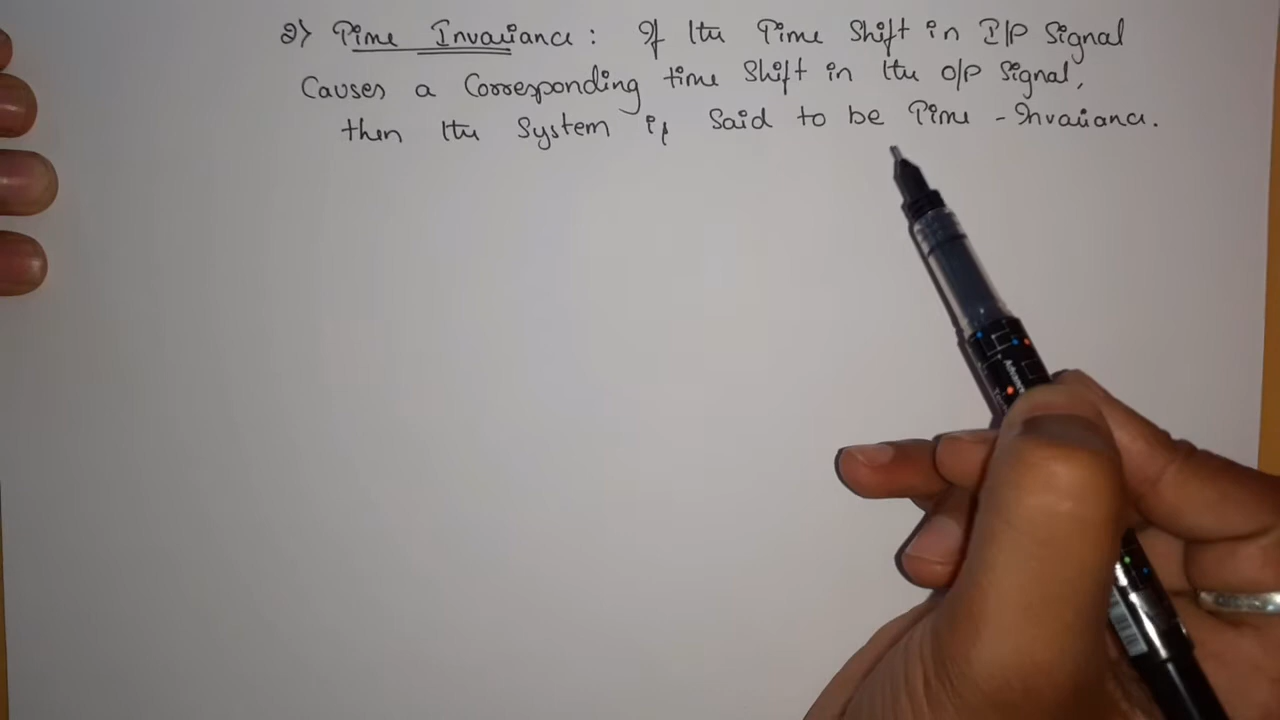 2) Time Invariance : If the Time Shift in I/P Signal
Causes a Corresponding time Shift in the O/P Signal,
then the System is Said to be Time - Invariance.